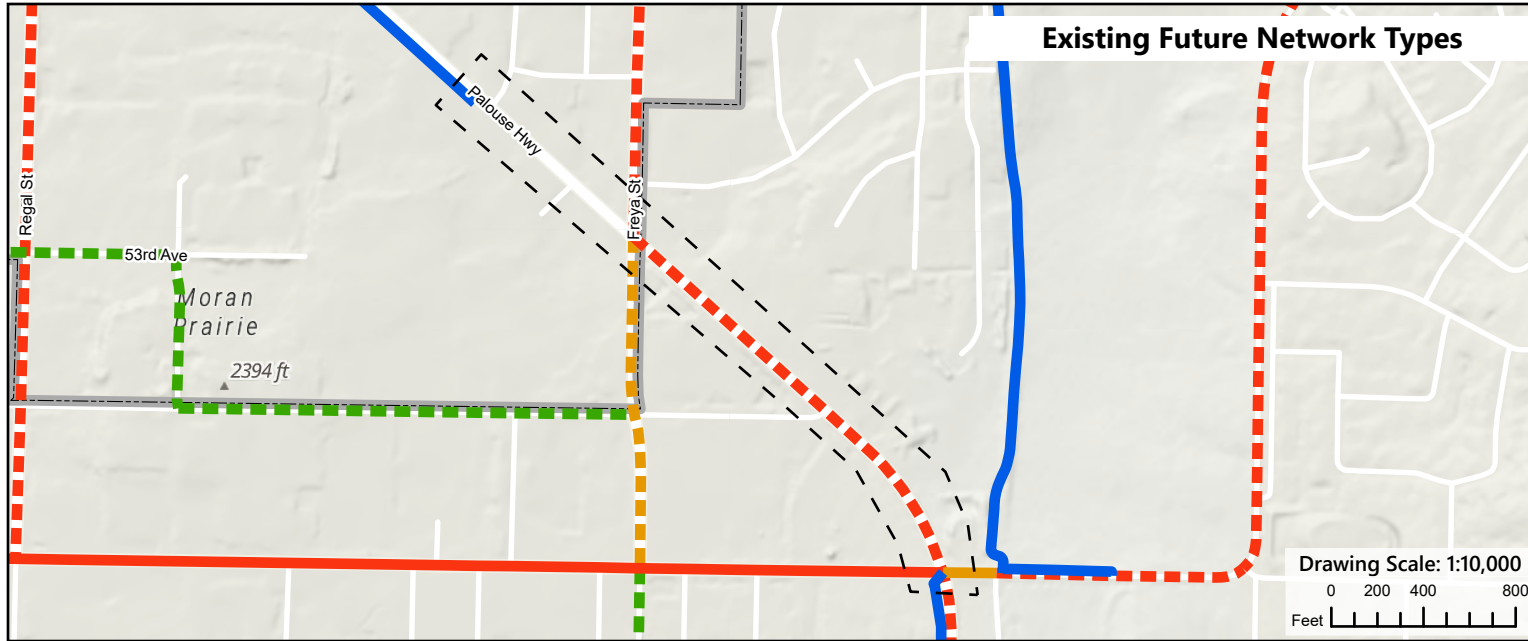 Existing Future Network Types
Palouse Hwy
Regal St
Freya St
53rd Ave
Moran
Prairie
2394 ft
Drawing Scale: 1:10,000
0 200 400 800
Feet